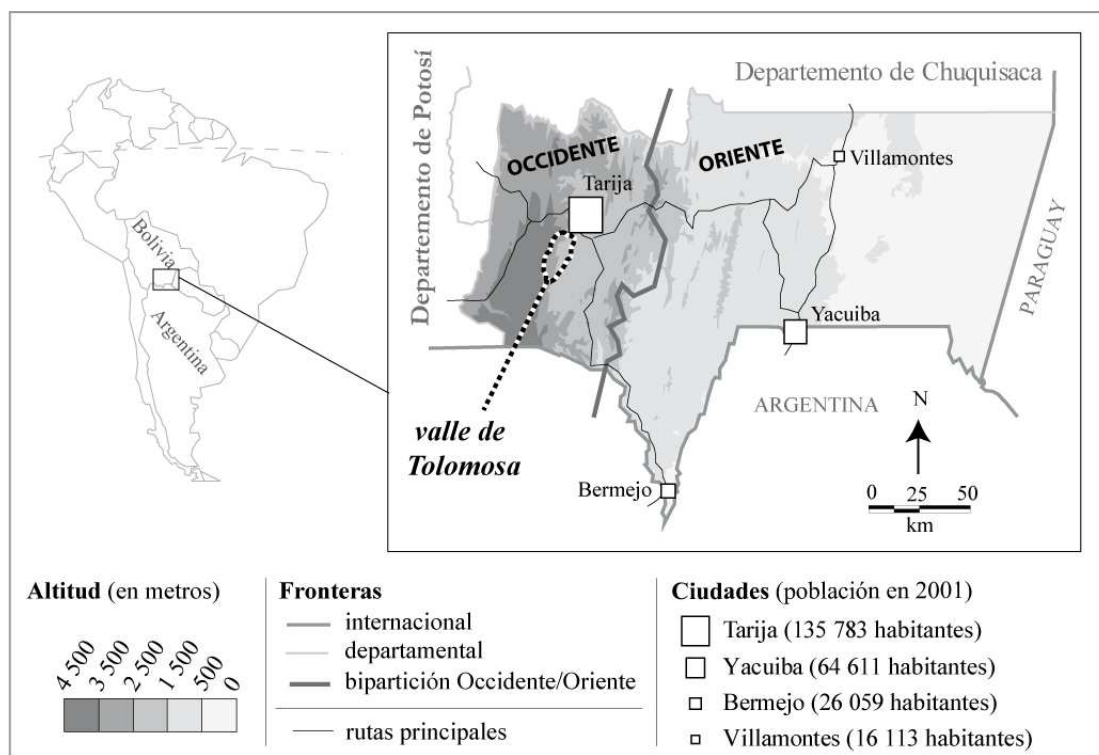 Bolivia
Argentina
Departemento de Potosí
Departemento de Chuquisaca
OCCIDENTE
ORIENTE
Tarija
Villamontes
PARAGUAY
Yacuiba
ARGENTINA
valle de
Tolomosa
Bermejo
N
0 25 50
km
Altitud (en metros)
4 500
3 500
2 500
1 500
500
0
Fronteras
internacional
departamental
bipartición Occidente/Oriente
rutas principales
Ciudades (población en 2001)
Tarija (135 783 habitantes)
Yacuiba (64 611 habitantes)
Bermejo (26 059 habitantes)
Villamontes (16 113 habitantes)